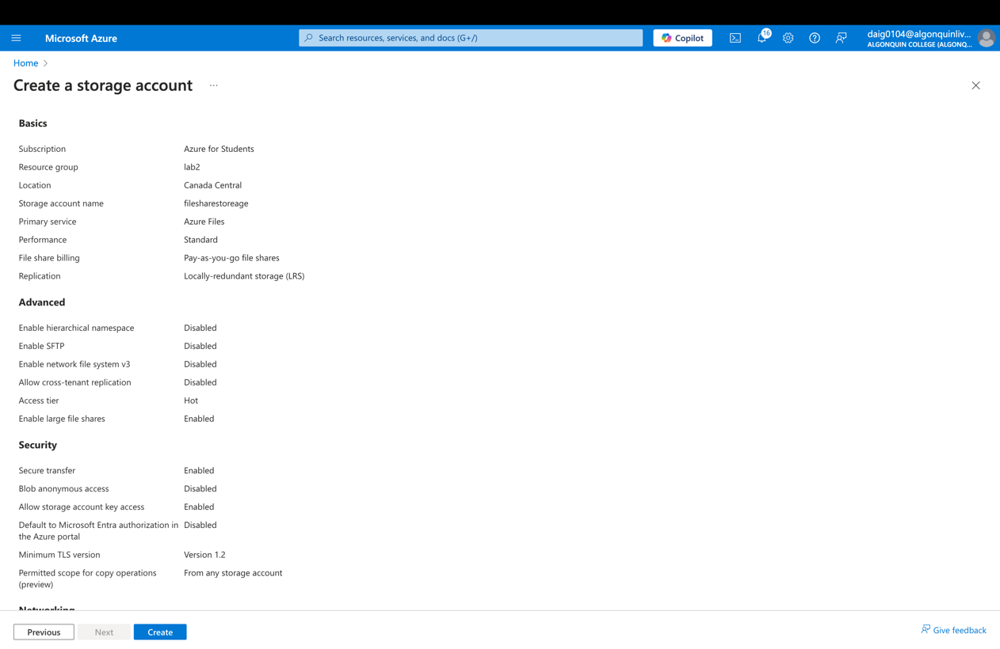 Microsoft Azure
Search resources, services, and docs (G+/)
Copilot
16
daig0104@algonquinliv...
ALGONQUIN COLLEGE (ALGONQ...
Home
Create a storage account
...
Basics
Subscription Azure for Students
Resource group lab2
Location Canada Central
Storage account name filesharestoreage
Primary service Azure Files
Performance Standard
File share billing Pay-as-you-go file shares
Replication Locally-redundant storage (LRS)
Advanced
Enable hierarchical namespace Disabled
Enable SFTP Disabled
Enable network file system v3 Disabled
Allow cross-tenant replication Disabled
Access tier Hot
Enable large file shares Enabled
Security
Secure transfer Enabled
Blob anonymous access Disabled
Allow storage account key access Enabled
Default to Microsoft Entra authorization in Disabled
the Azure portal
Minimum TLS version Version 1.2
Permitted scope for copy operations From any storage account
(preview)
Networking
Previous
Next
Create
Give feedback